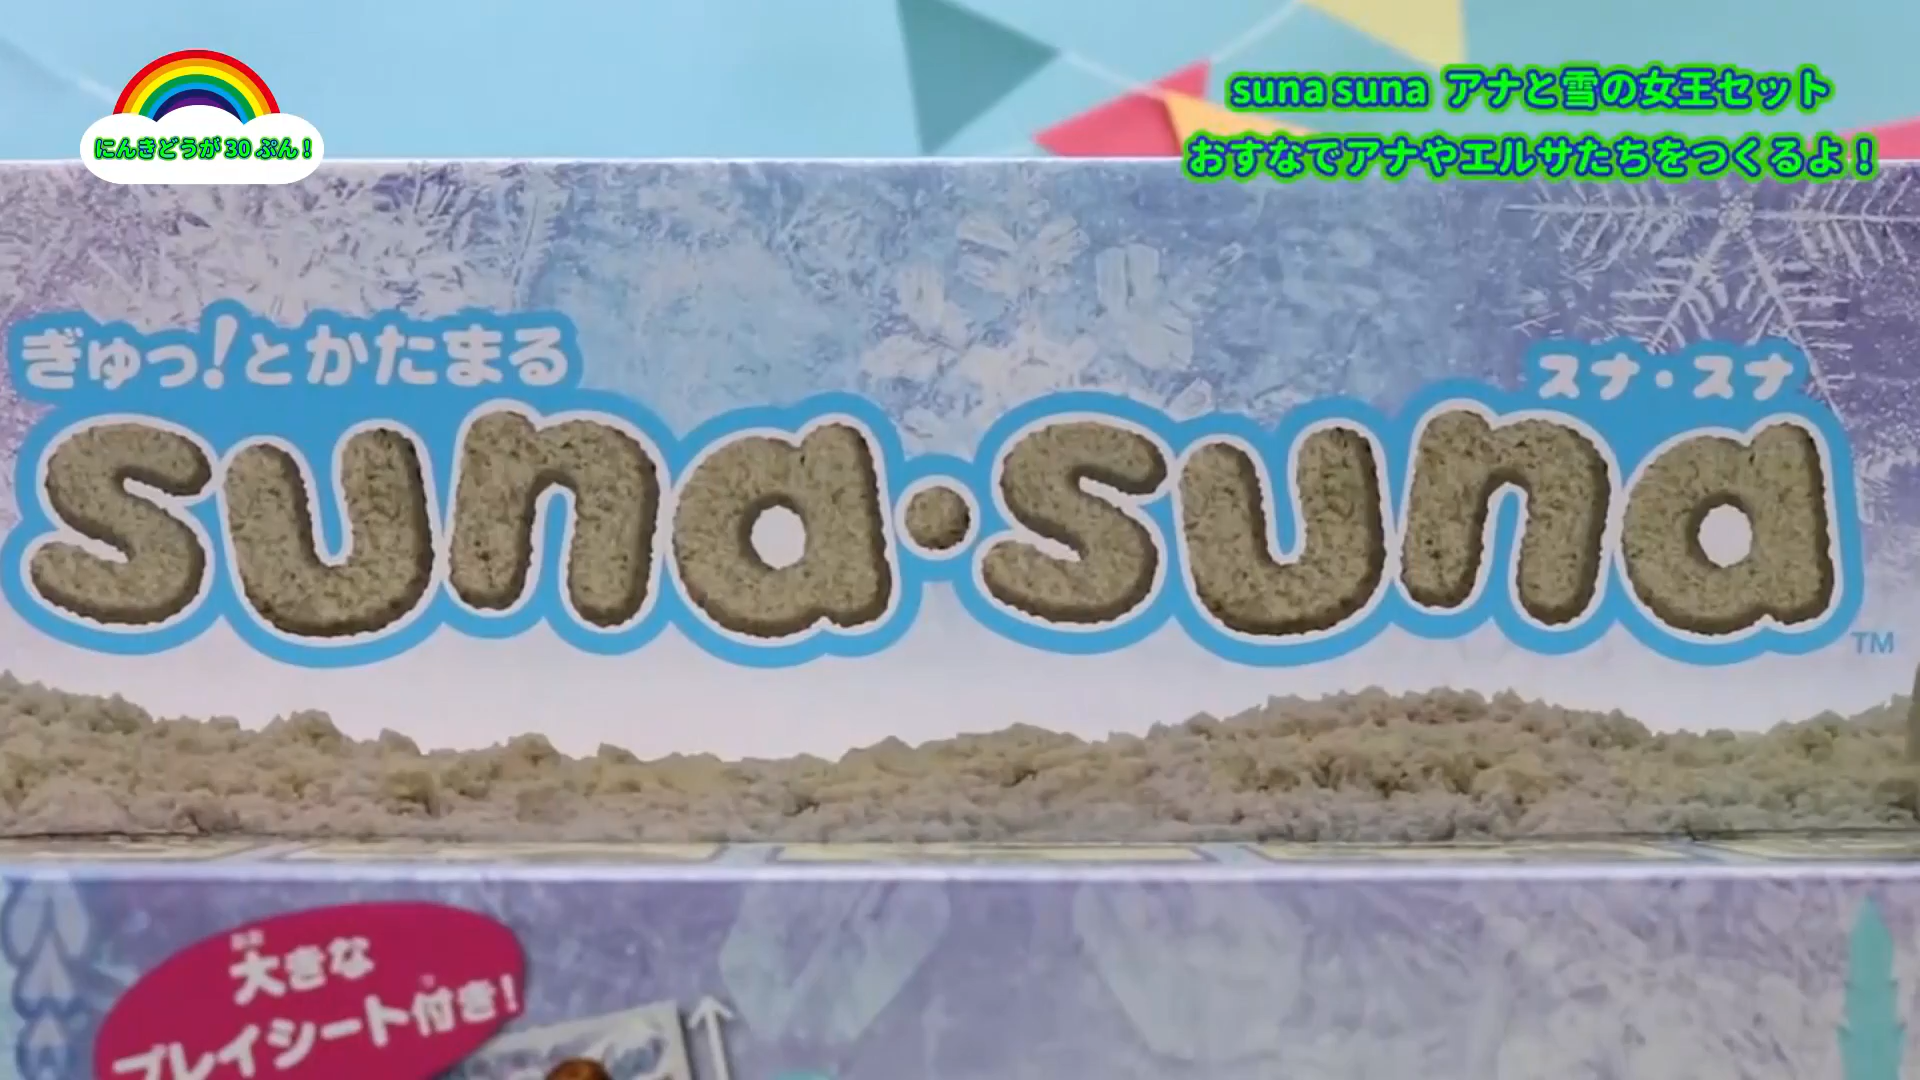 suna suna アナと雪の女王セット
おすなでアナやエルサたちをつくるよ!
にんきどうが30ぷん!
ぎゅっ!とかたまる
スナ・スナ
suna・suna
TM
大きな
プレイシート付き!